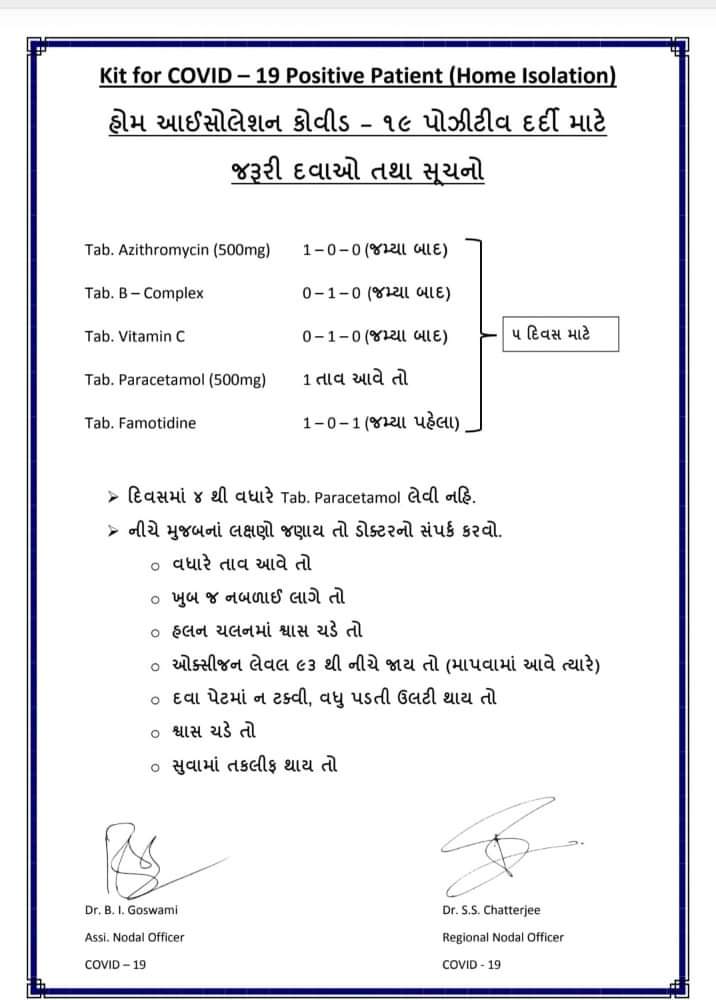 Kit for COVID – 19 Positive Patient (Home Isolation)
હોમ આઈસોલેશન કોવીડ – ૧૯ પોઝીટીવ દર્દી માટે
જરૂરી દવાઓ તથા સૂચનો
Tab. Azithromycin (500mg) 1 – 0 – 0 (જમ્યા બાદ)
Tab. B – Complex 0 – 1 – 0 (જમ્યા બાદ)
Tab. Vitamin C 0 – 1 – 0 (જમ્યા બાદ)
૫ દિવસ માટે
Tab. Paracetamol (500mg) 1 તાવ આવે તો
Tab. Famotidine 1 – 0 – 1 (જમ્યા પહેલા)
➢ દિવસમાં ૪ થી વધારે Tab. Paracetamol લેવી નહિ.
➢ નીચે મુજબનાં લક્ષણો જણાય તો ડોક્ટરનો સંપર્ક કરવો.
o વધારે તાવ આવે તો
o ખુબ જ નબળાઈ લાગે તો
o હલન ચલનમાં શ્વાસ ચડે તો
o ઓક્સીજન લેવલ ૯૩ થી નીચે જાય તો (માપવામાં આવે ત્યારે)
o દવા પેટમાં ન ટકવી, વધુ પડતી ઉલટી થાય તો
o શ્વાસ ચડે તો
o સુવામાં તકલીફ થાય તો
Dr. B. I. Goswami
Assi. Nodal Officer
COVID – 19
Dr. S.S. Chatterjee
Regional Nodal Officer
COVID - 19